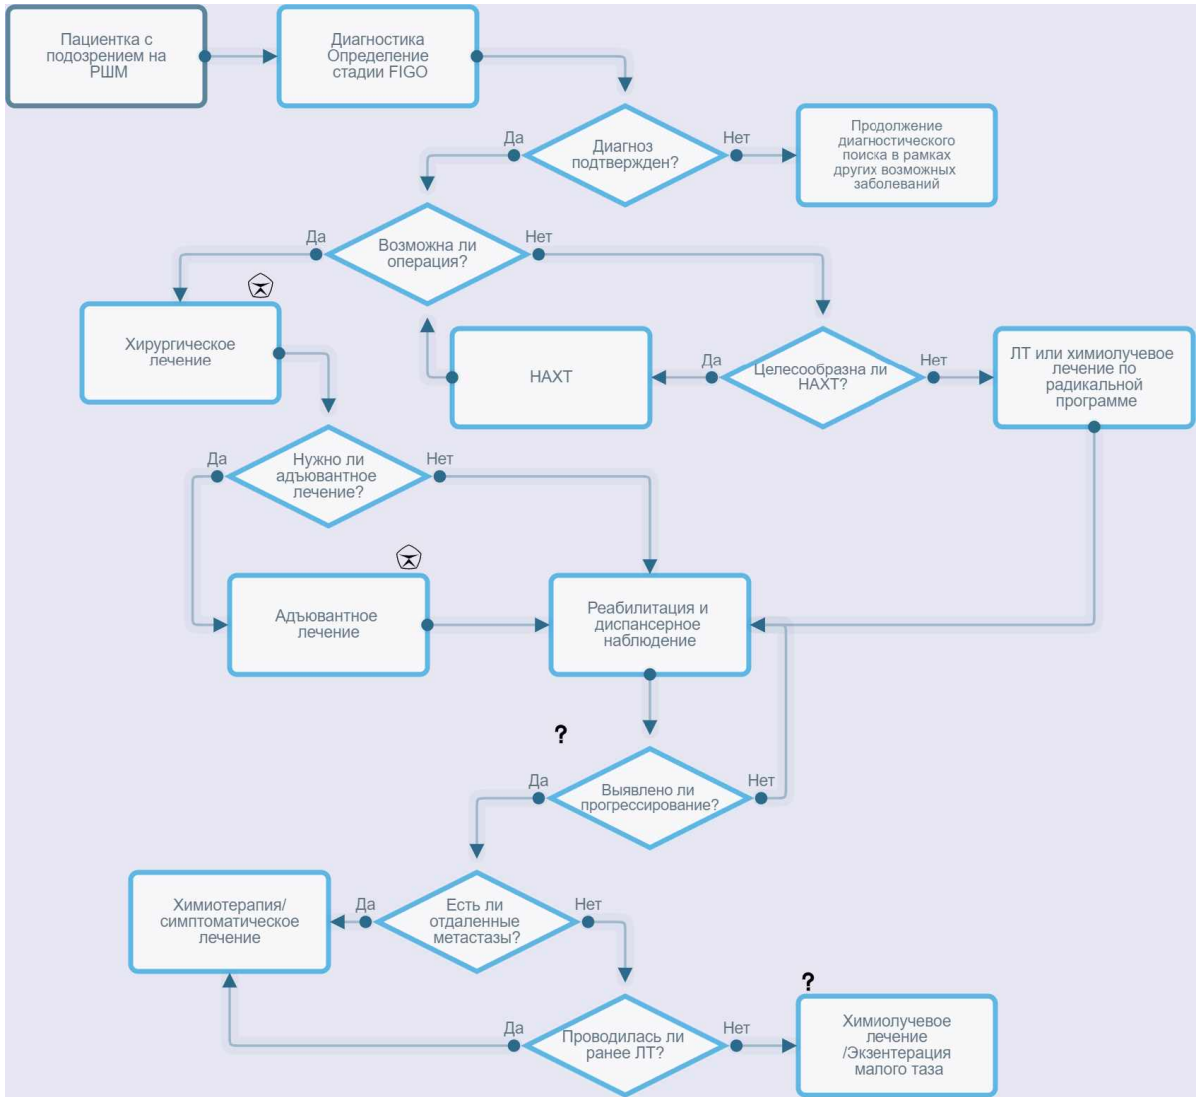 Пациентка с
подозрением на
РШМ
Диагностика
Определение
стадии FIGO
Диагноз
подтвержден?
Да
Нет
Продолжение
диагностического
поиска в рамках
других возможных
заболеваний
Возможна ли
операция?
Да
Нет
Хирургическое
лечение
НАХТ
Да
Целесообразна ли
НАХТ?
Нет
ЛТ или химиолучевое
лечение по
радикальной
программе
Да
Нужно ли
адъювантное
лечение?
Нет
Адъювантное
лечение
Реабилитация и
диспансерное
наблюдение
?
Да
Выявлено ли
прогрессирование?
Нет
Химиотерапия/
симптоматическое
лечение
Да
Есть ли
отдаленные
метастазы?
Нет
?
Да
Проводилась ли
ранее ЛТ?
Нет
Химиолучевое
лечение
/Экзентерация
малого таза